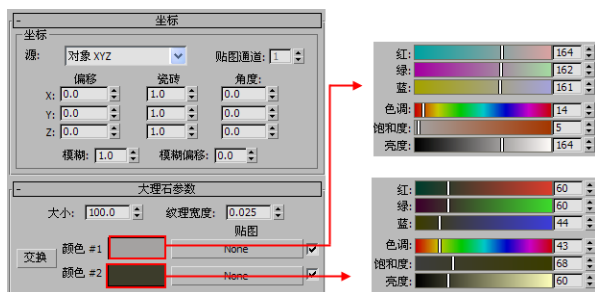 - 坐标
坐标
源: 对象 XYZ 贴图通道: 1
偏移 瓷砖 角度:
X: 0.0 1.0 0.0
Y: 0.0 1.0 0.0
Z: 0.0 1.0 0.0
模糊: 1.0 模糊偏移: 0.0
- 大理石参数
大小: 100.0 纹理宽度: 0.025
贴图
交换
颜色 #1 None
颜色 #2 None
红: 164
绿: 162
蓝: 161
色调: 14
饱和度: 5
亮度: 164
红: 60
绿: 60
蓝: 44
色调: 43
饱和度: 68
亮度: 60